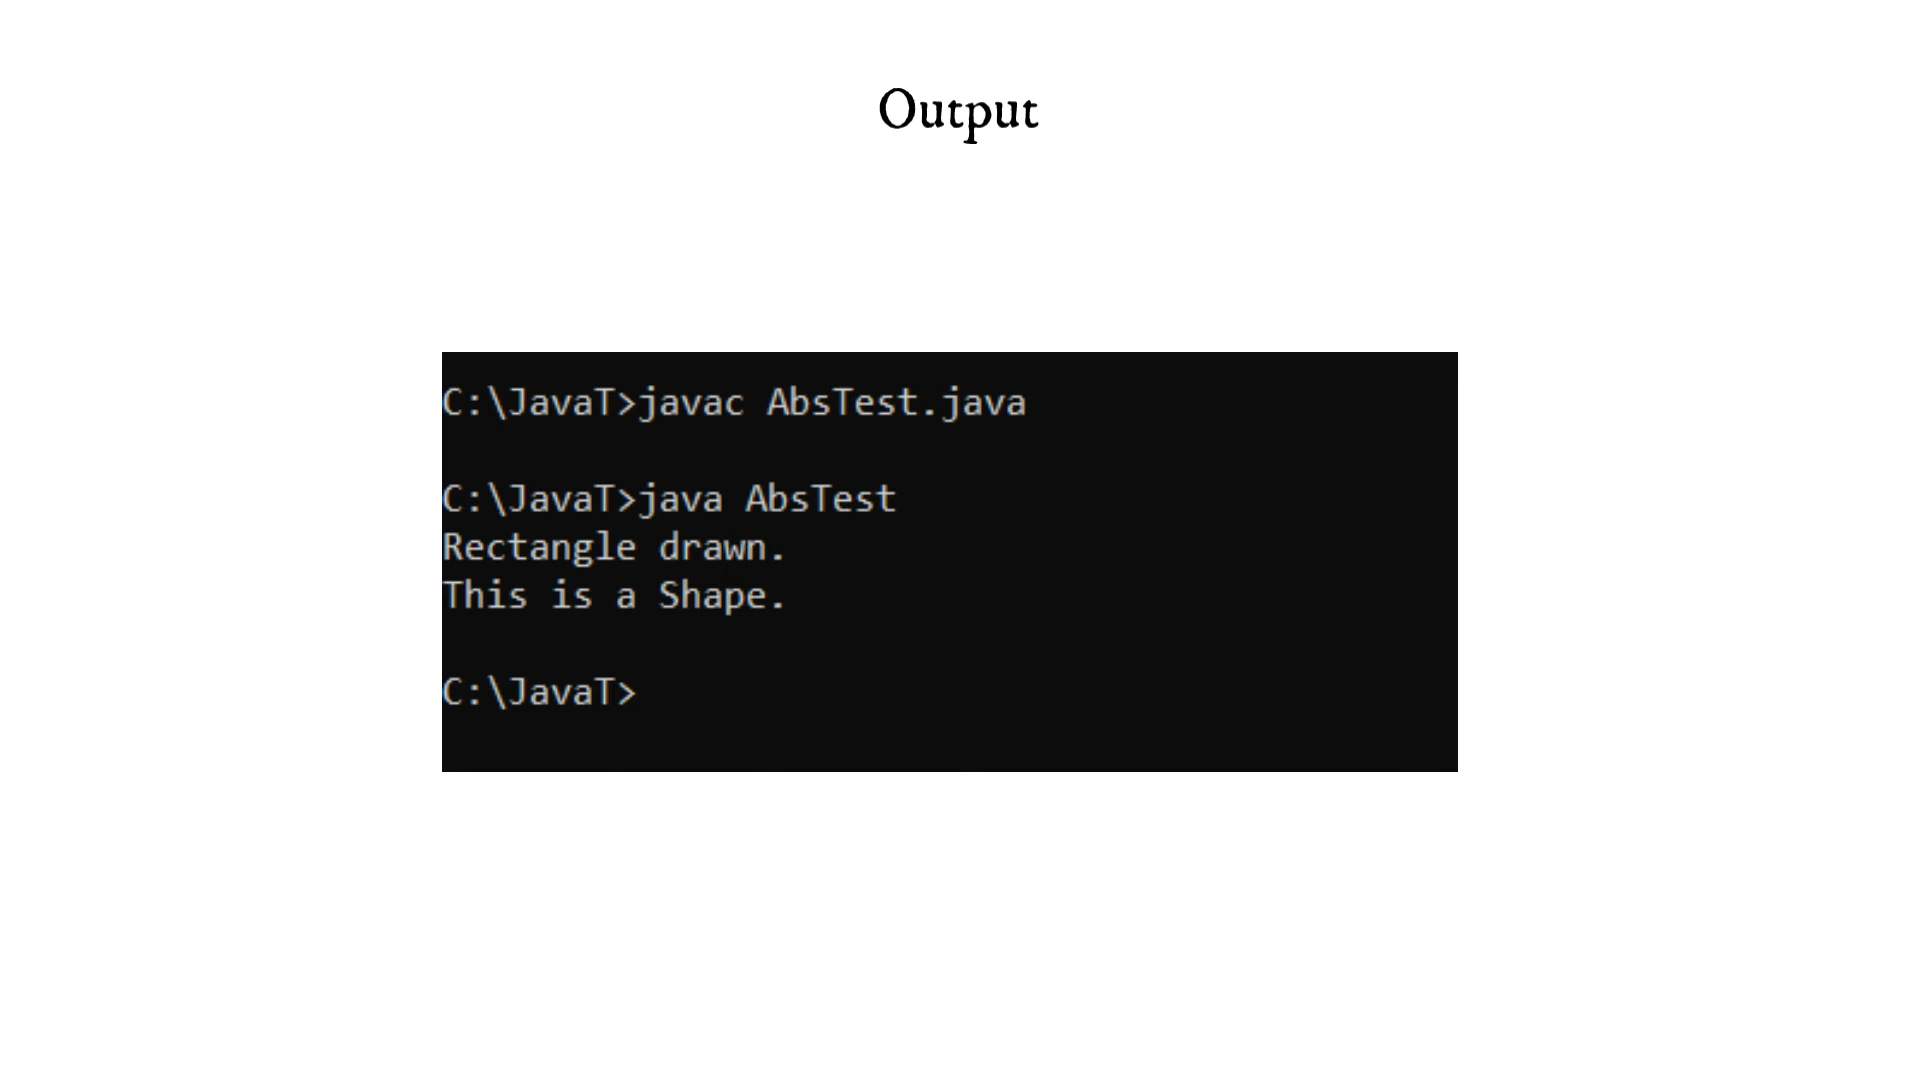 Output
C:\JavaT>javac AbsTest.java
C:\JavaT>java AbsTest
Rectangle drawn.
This is a Shape.
C:\JavaT>